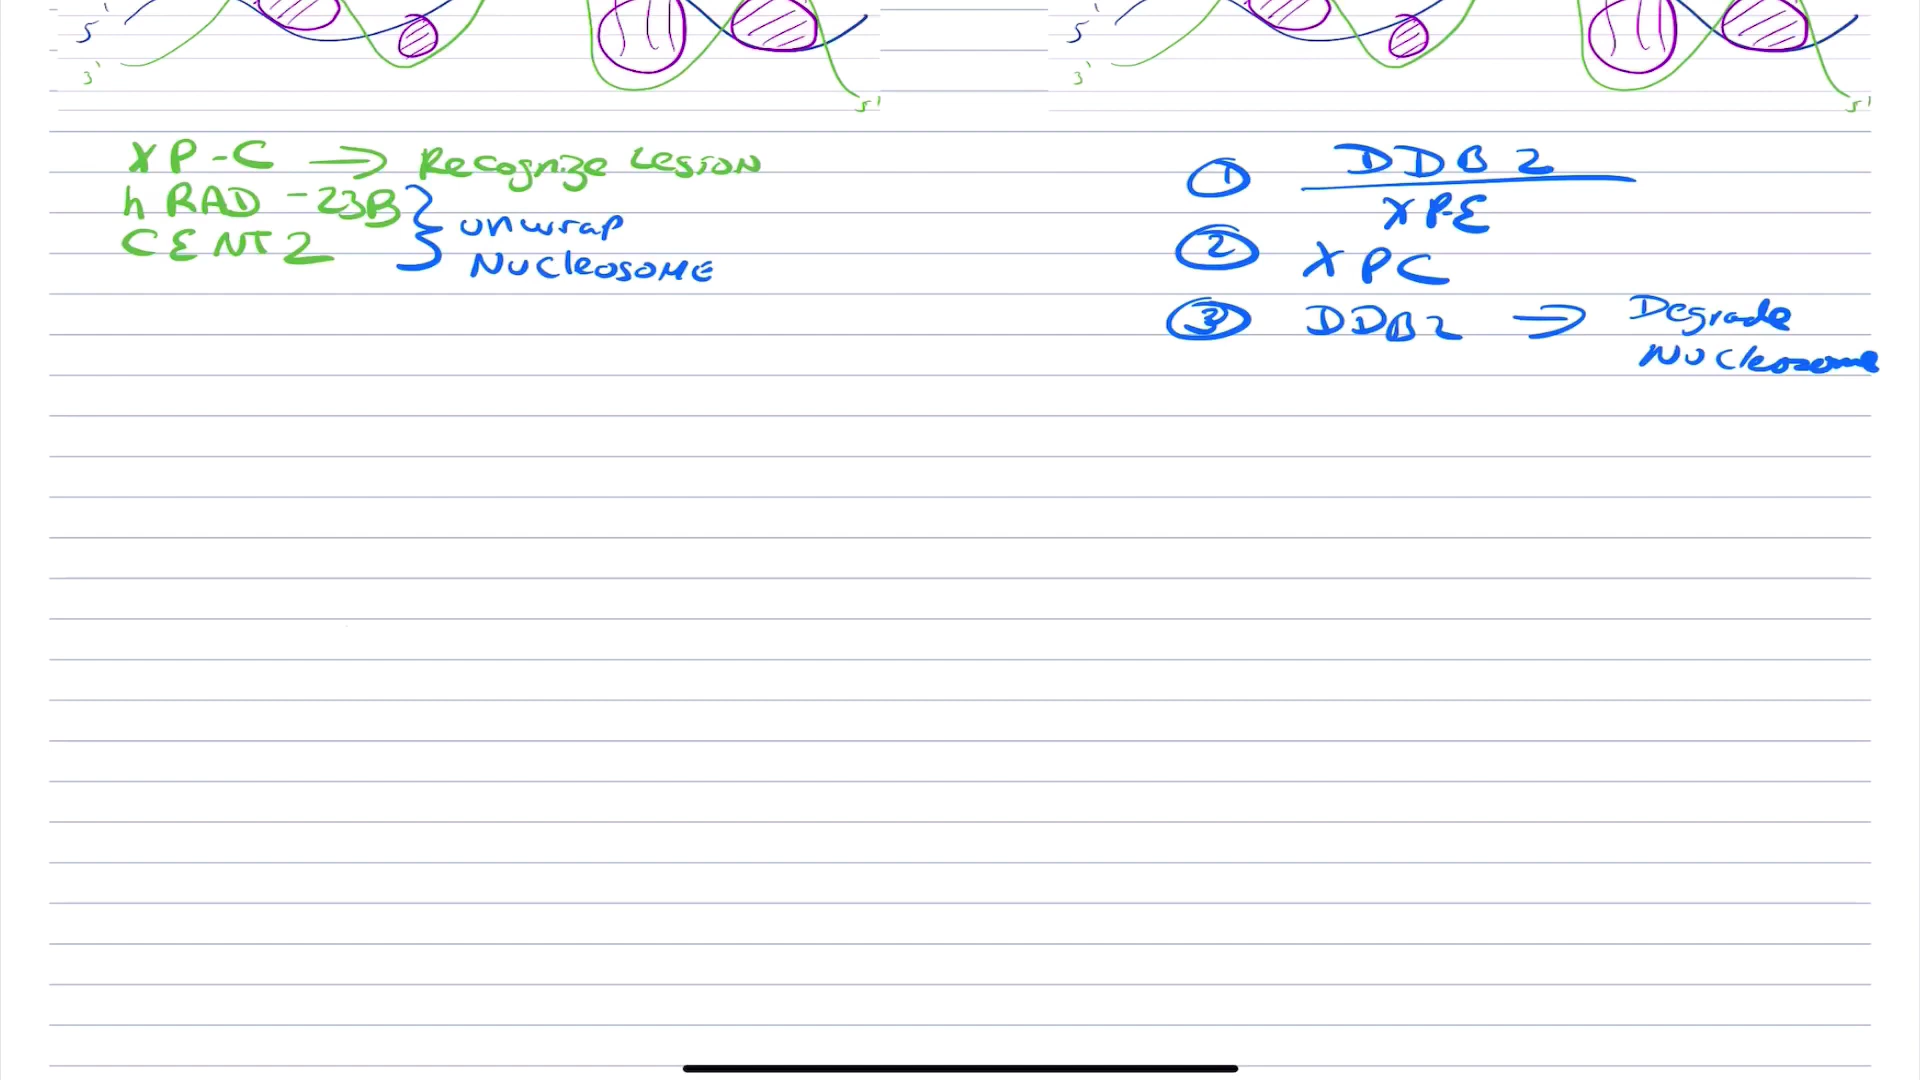 5'
3'
5'
XP-C → Recognize Lesion
hRAD-23B
CENT2
} unwrap
Nucleosome
5'
3'
5'
① DDB2
XP-E
② XPC
③ DDB2 → Degrade
Nucleosome